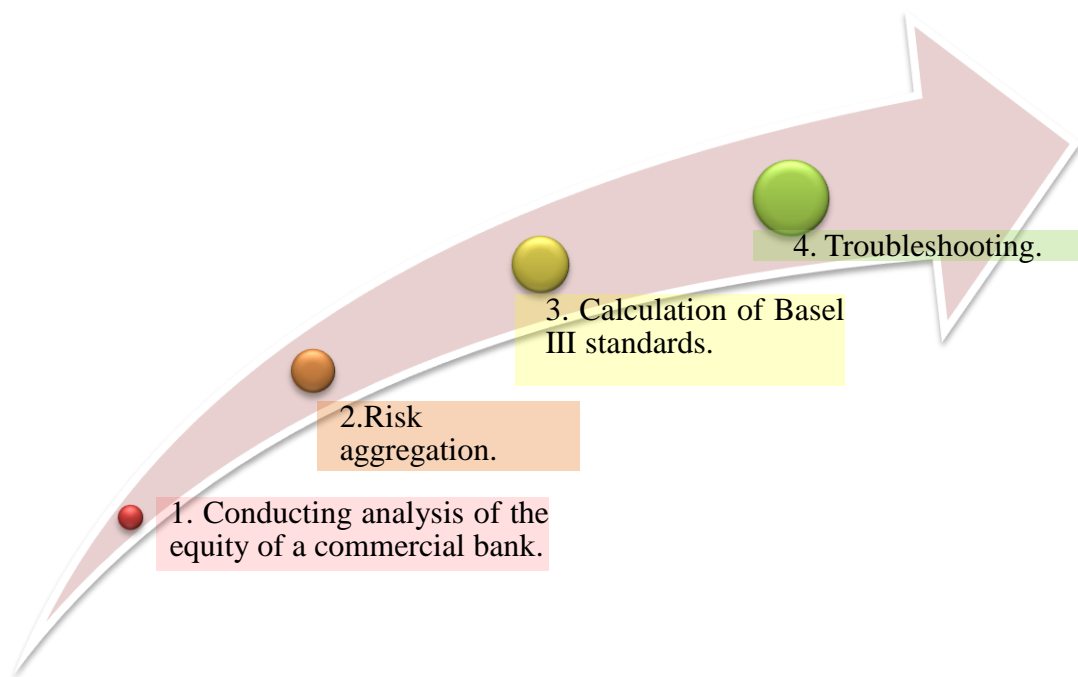 1. Conducting analysis of the
equity of a commercial bank.
2.Risk
aggregation.
3. Calculation of Basel
III standards.
4. Troubleshooting.